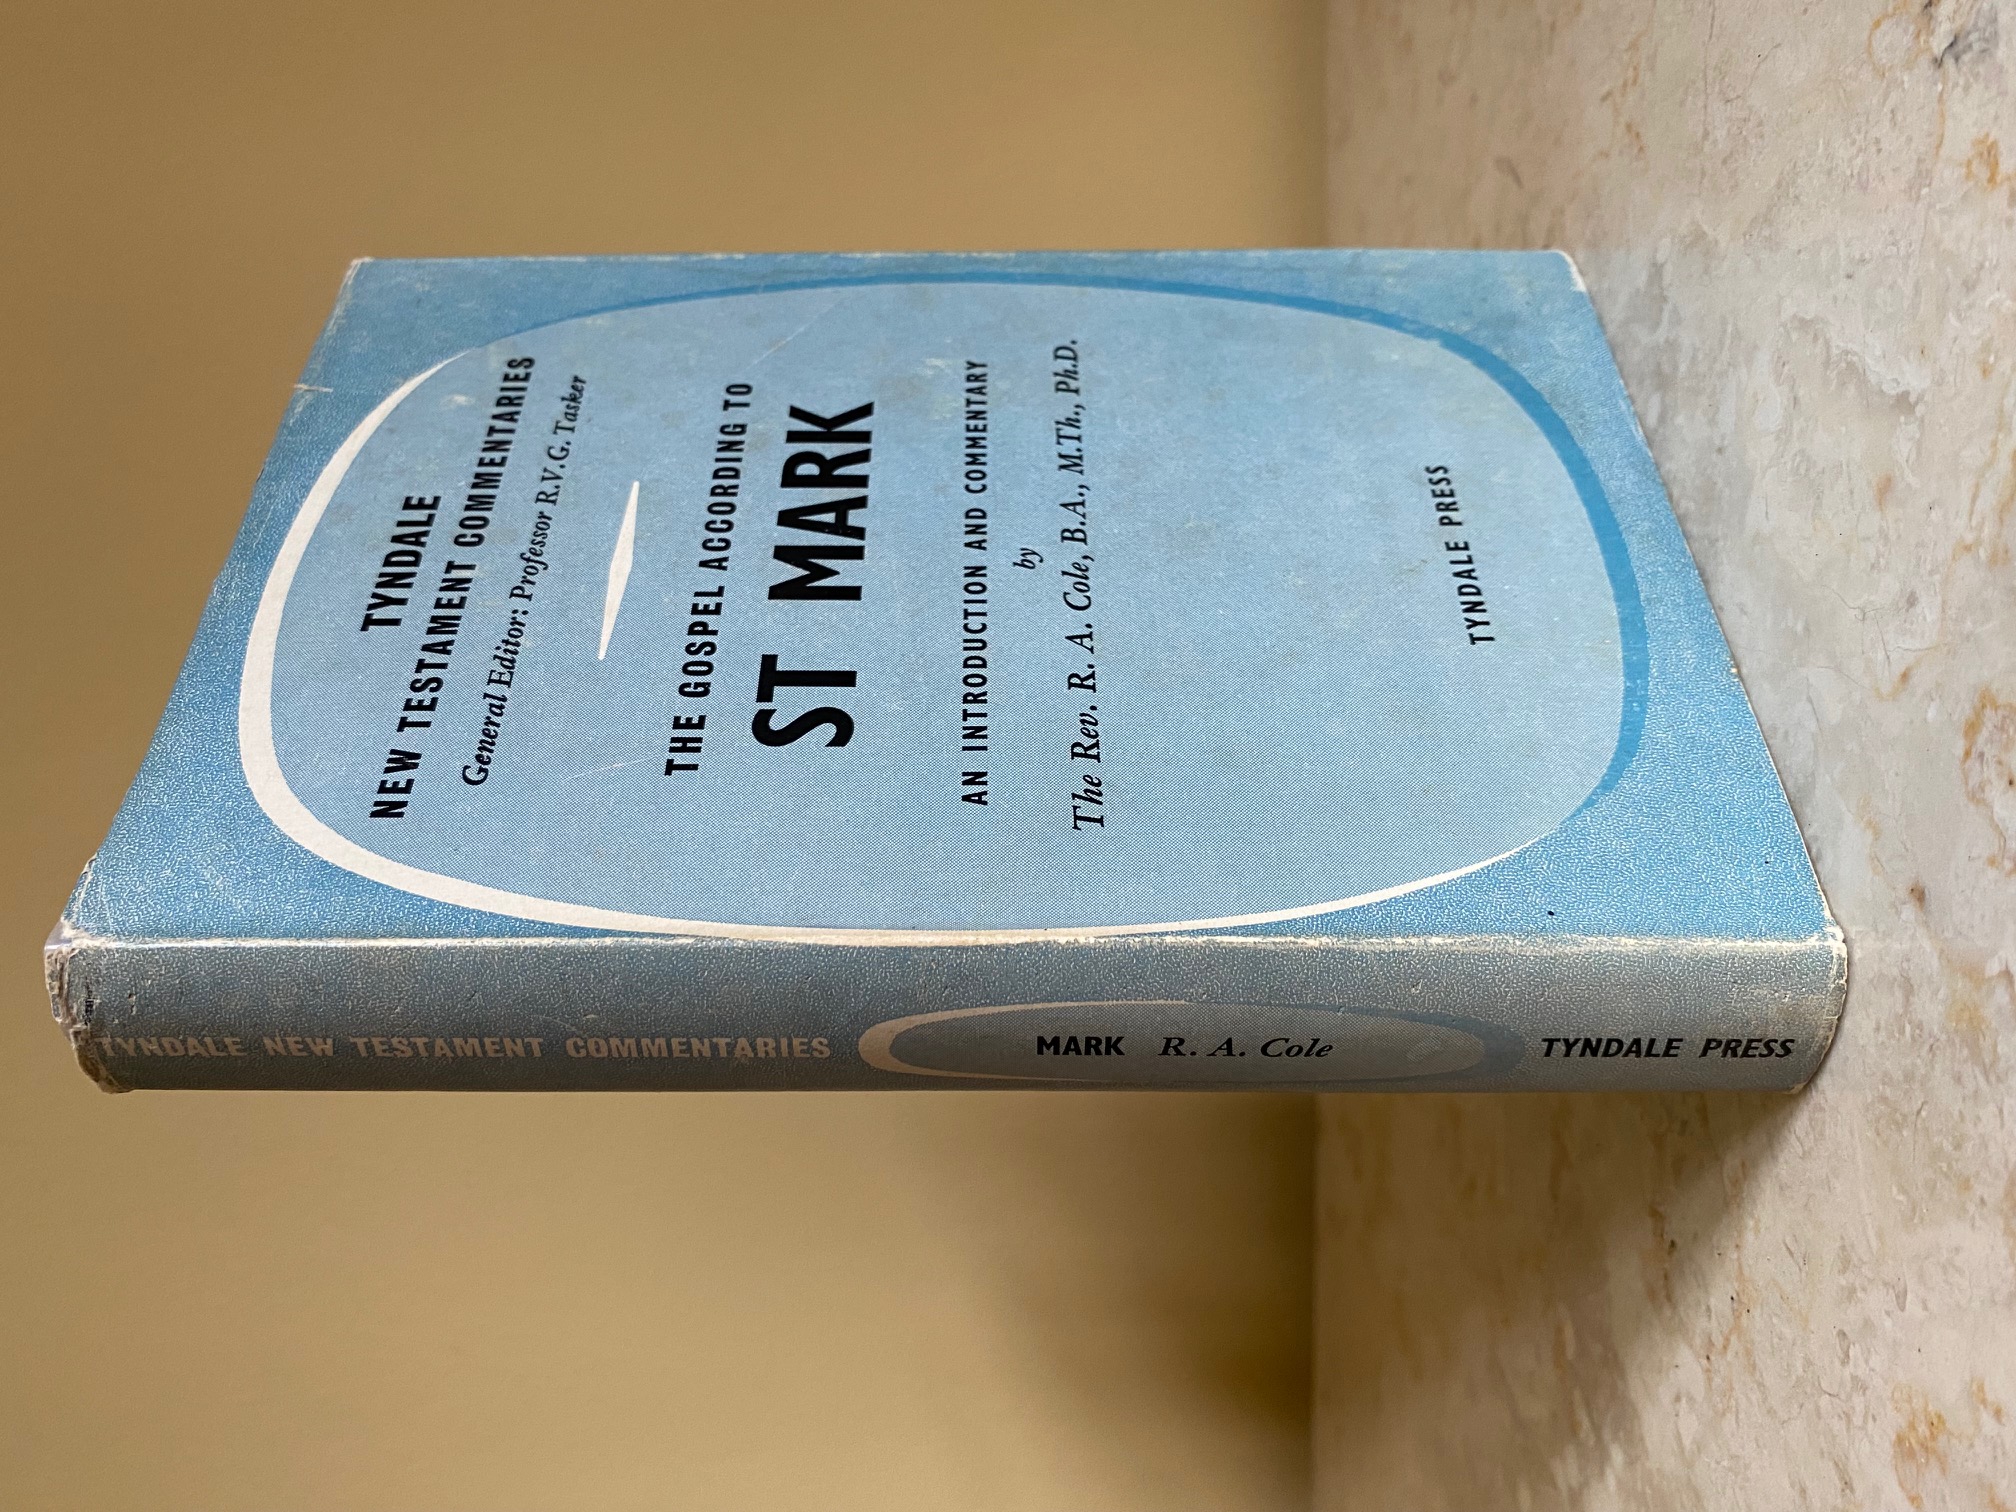 TYNDALE
NEW TESTAMENT COMMENTARIES
General Editor: Professor R.V.G. Tasker
THE GOSPEL ACCORDING TO
ST MARK
AN INTRODUCTION AND COMMENTARY
by
The Rev. R. A. Cole, B.A., M.Th., Ph.D.
TYNDALE PRESS
TYNDALE NEW TESTAMENT COMMENTARIES MARK R. A. Cole TYNDALE PRESS